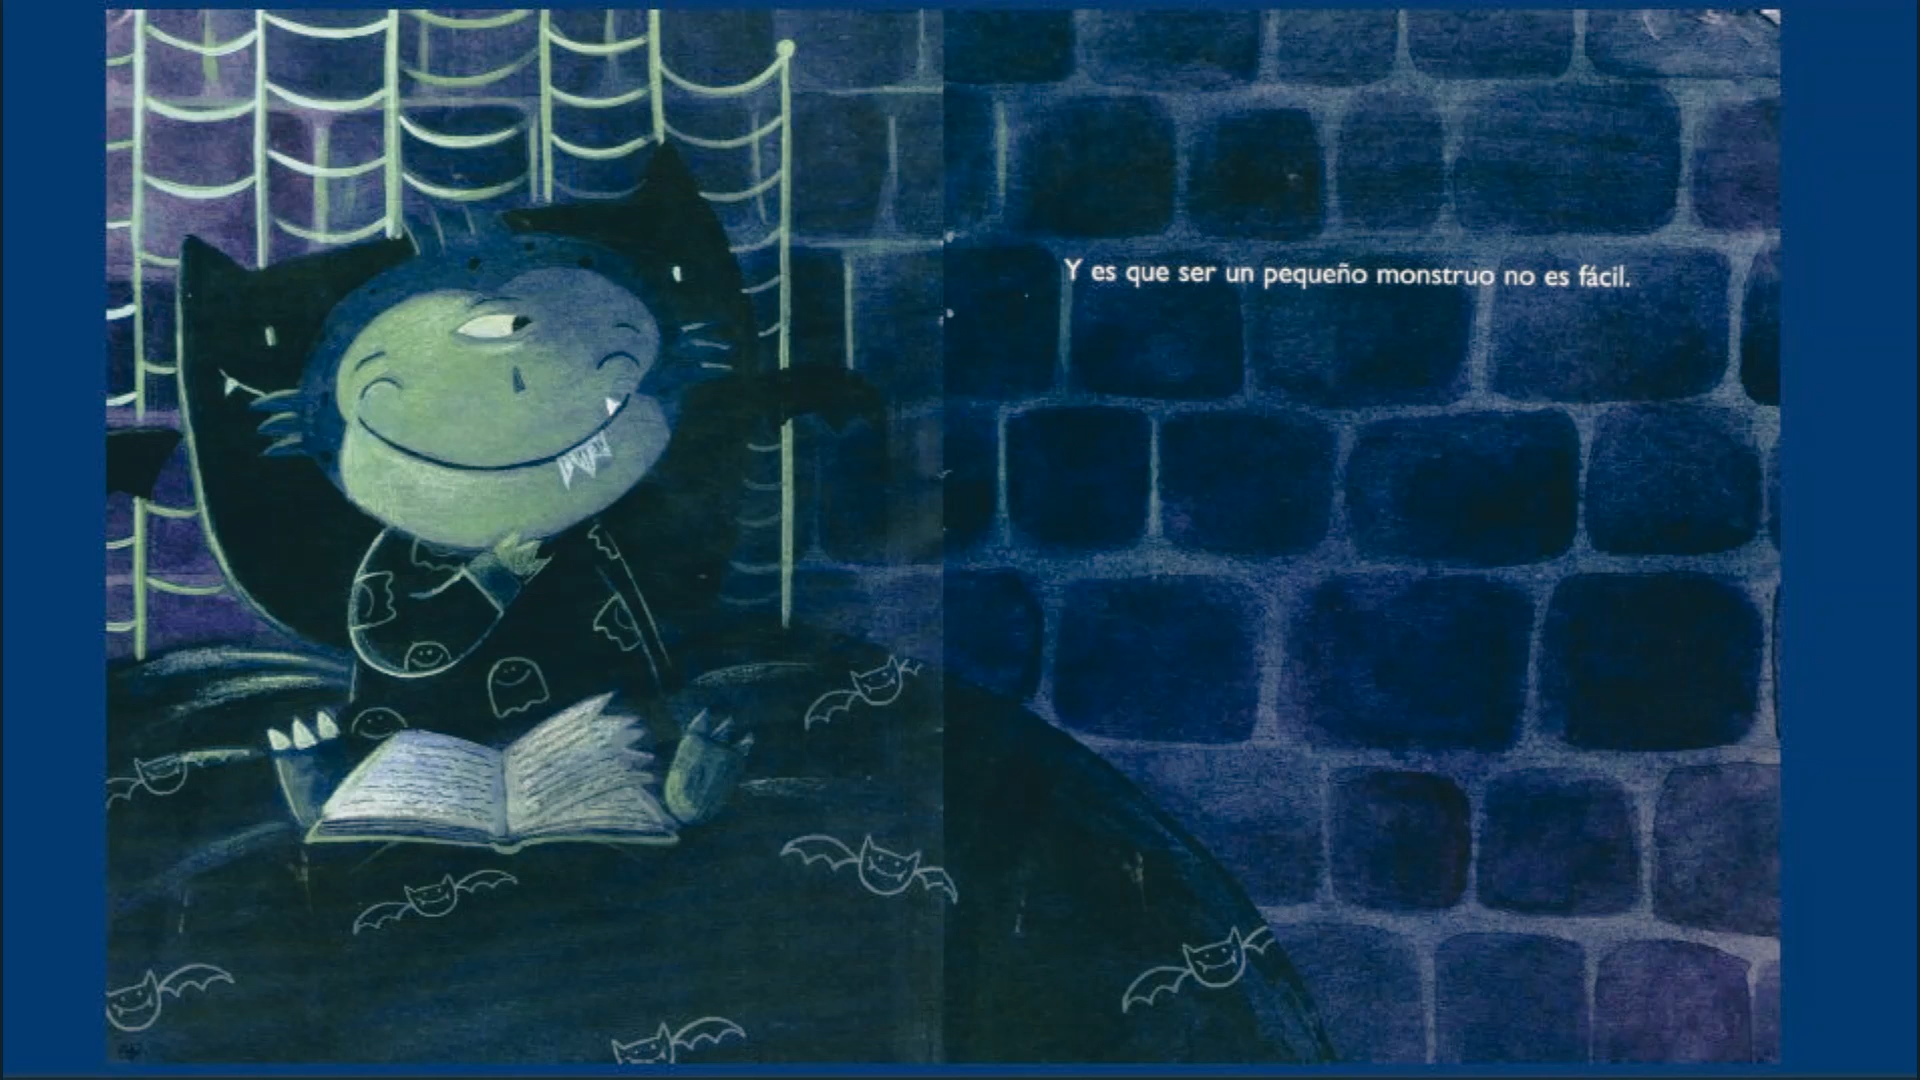 Y es que ser un pequeño monstruo no es fácil.